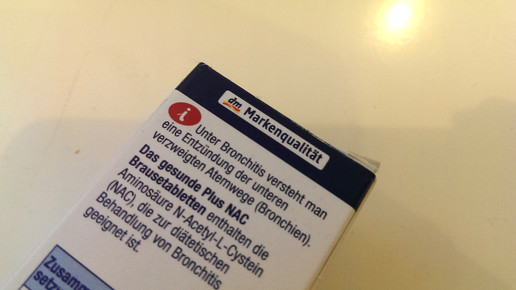 dm Markenqualität
i Unter Bronchitis versteht man
eine Entzündung der unteren
verzweigten Atemwege (Bronchien).
Das gesunde Plus NAC
Brausetabletten enthalten die
Aminosäure N-Acetyl-L-Cystein
(NAC), die zur diätetischen
Behandlung von Bronchitis
geeignet ist.